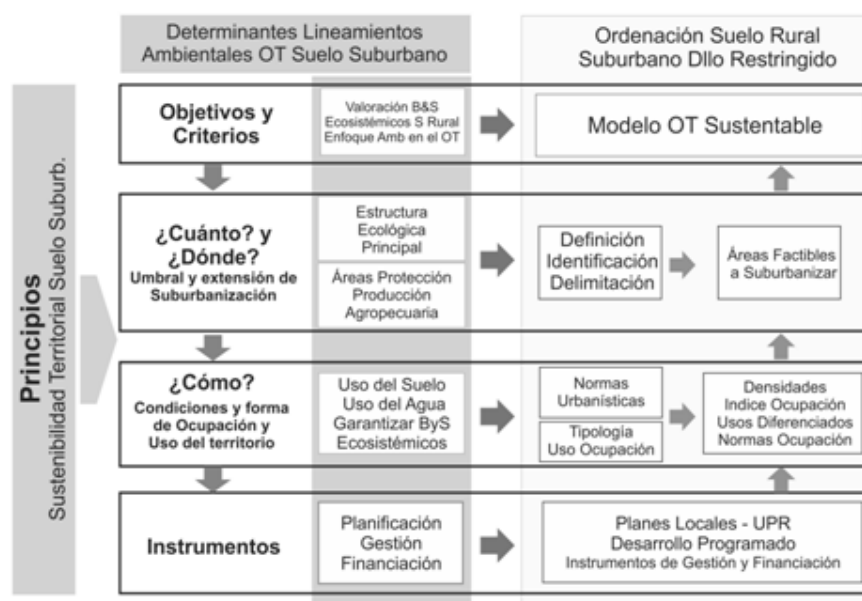 Determinantes Lineamientos
Ambientales OT Suelo Suburbano
Ordenación Suelo Rural
Suburbano Dllo Restringido
Principios
Sustenibilidad Territorial Suelo Suburb.
Objetivos y
Criterios
Valoración B&S
Ecosistémicos S Rural
Enfoque Amb en el OT
Modelo OT Sustentable
¿Cuánto? y
¿Dónde?
Umbral y extensión de
Suburbanización
Estructura
Ecológica
Principal
Áreas Protección
Producción
Agropecuaria
Definición
Identificación
Delimitación
Áreas Factibles
a Suburbanizar
¿Cómo?
Condiciones y forma
de Ocupación y
Uso del territorio
Uso del Suelo
Uso del Agua
Garantizar ByS
Ecosistémicos
Normas
Urbanísticas
Tipología
Uso Ocupación
Densidades
Indice Ocupación
Usos Diferenciados
Normas Ocupación
Instrumentos
Planificación
Gestión
Financiación
Planes Locales - UPR
Desarrollo Programado
Instrumentos de Gestión y Financiación